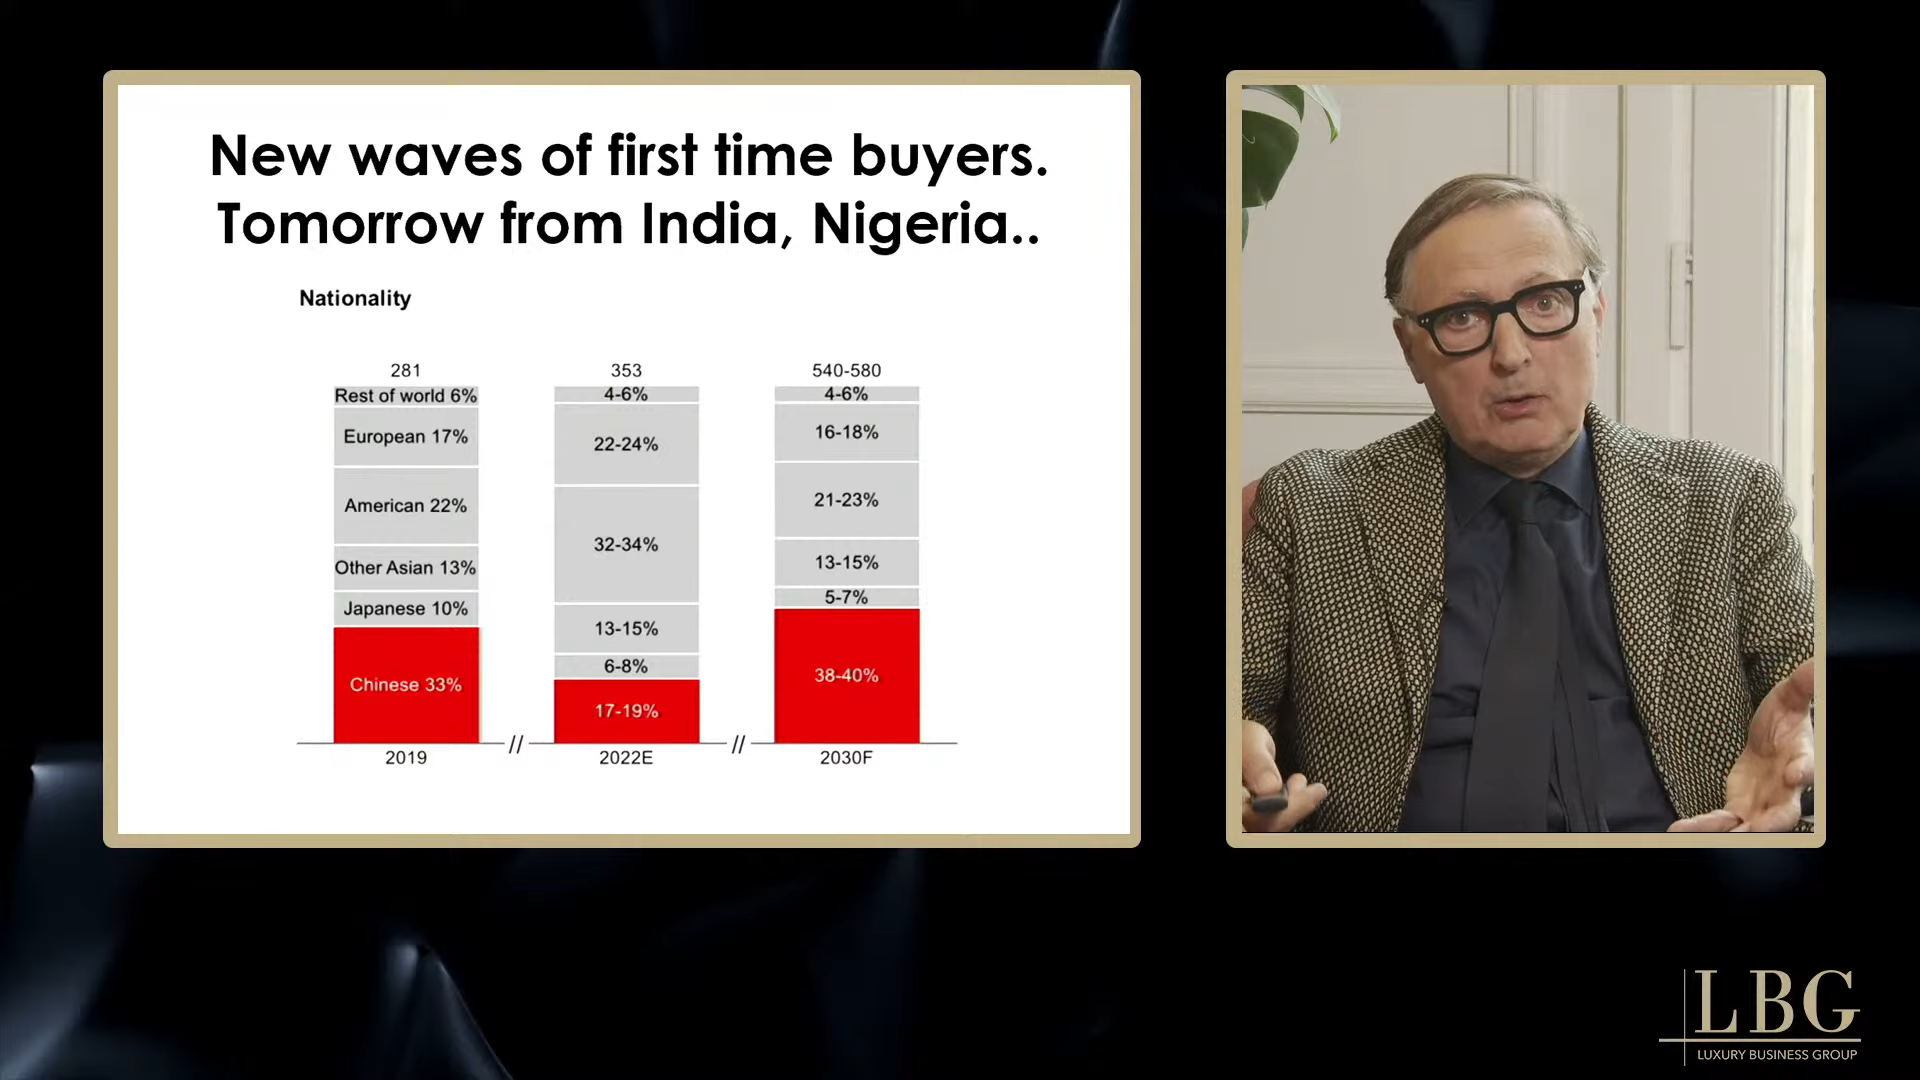 New waves of first time buyers.
Tomorrow from India, Nigeria..
Nationality
281
Rest of world 6%
European 17%
American 22%
Other Asian 13%
Japanese 10%
Chinese 33%
2019
353
4-6%
22-24%
32-34%
13-15%
6-8%
17-19%
2022E
540-580
4-6%
16-18%
21-23%
13-15%
5-7%
38-40%
2030F
//
//
LBG
LUXURY BUSINESS GROUP